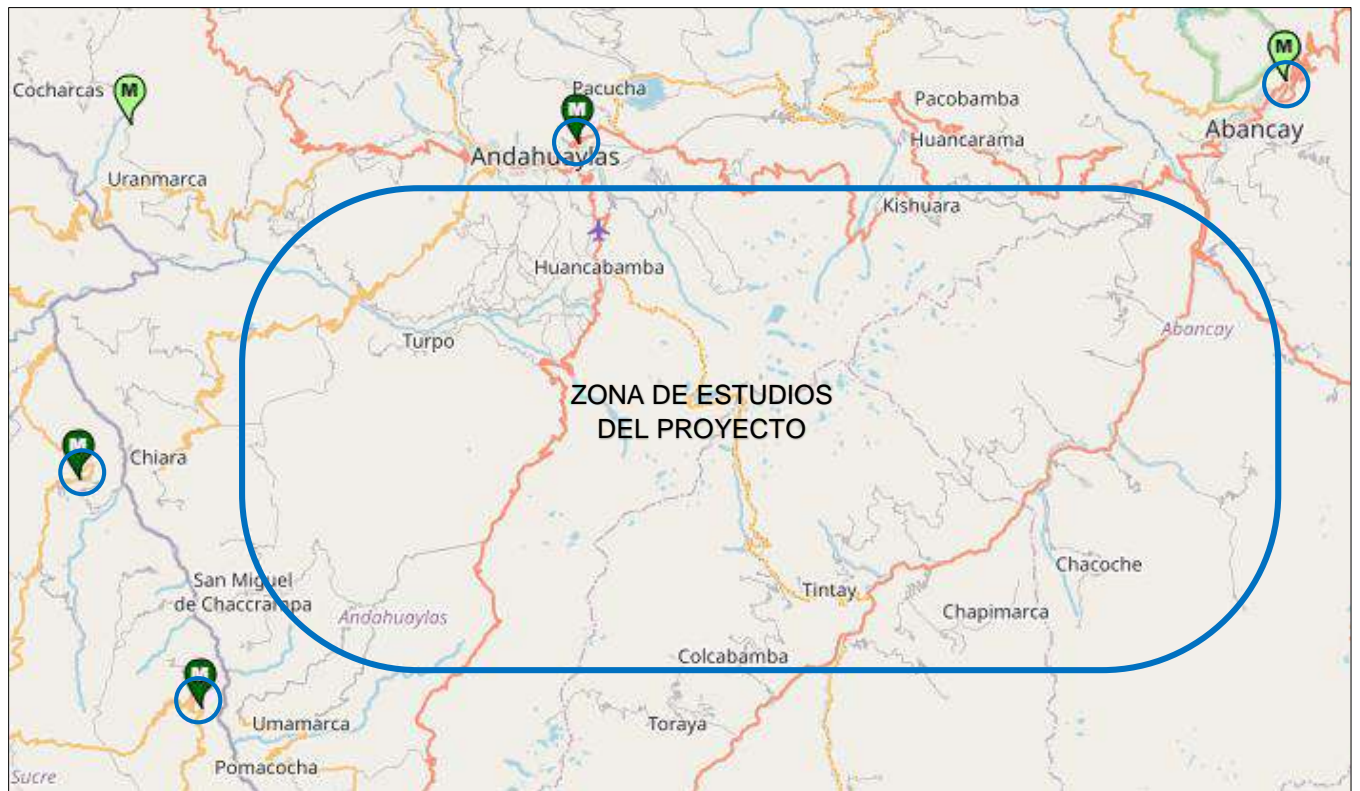 M
Cocharcas
M
Pacucha
M
Pacobamba
Abancay
Huancarama
Andahuaylas
Uranmarca
Kishuara
Huancabamba
Abancay
Turpo
ZONA DE ESTUDIOS
DEL PROYECTO
M
Chiara
Chacoche
San Miguel
de Chaccrampa
Tintay
Chapimarca
Andahuaylas
Colcabamba
M
Umamarca
Toraya
Pomacocha
Sucre